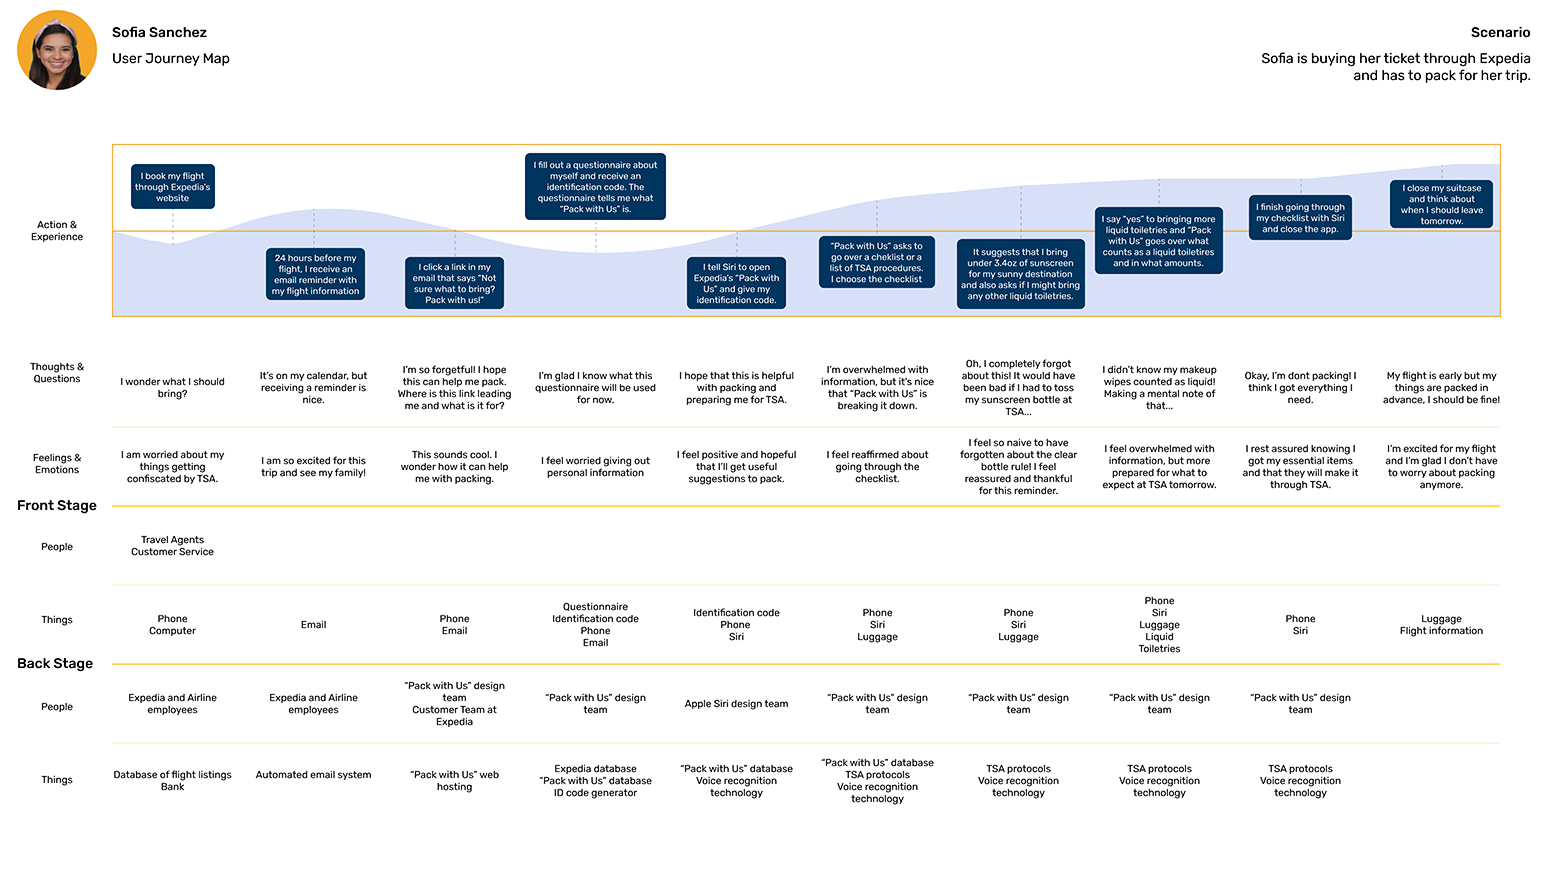 Sofia Sanchez
User Journey Map
Scenario
Sofia is buying her ticket through Expedia
and has to pack for her trip.
Action &
Experience
I book my flight
through Expedia's
website
24 hours before my
flight, I receive an
email reminder with
my flight information
I click a link in my
email that says "Not
sure what to bring?
Pack with us!"
I fill out a questionnaire about
myself and receive an
identification code. The
questionnaire tells me what
"Pack with Us" is.
I tell Siri to open
Expedia's "Pack with
Us" and give my
identification code.
"Pack with Us" asks to
go over a cheklist or a
list of TSA procedures.
I choose the checklist
It suggests that I bring
under 3.4oz of sunscreen
for my sunny destination
and also asks if I might bring
any other liquid toiletries.
I say "yes" to bringing more
liquid toiletries and "Pack
with Us" goes over what
counts as a liquid toiletires
and in what amounts.
I finish going through
my checklist with Siri
and close the app.
I close my suitcase
and think about
when I should leave
tomorrow.
Thoughts &
Questions
I wonder what I should
bring?
It's on my calendar, but
receiving a reminder is
nice.
I'm so forgetful! I hope
this can help me pack.
Where is this link leading
me and what is it for?
I'm glad I know what this
questionnaire will be used
for now.
I hope that this is helpful
with packing and
preparing me for TSA.
I'm overwhelmed with
information, but it's nice
that "Pack with Us" is
breaking it down.
Oh, I completely forgot
about this! It would have
been bad if I had to toss
my sunscreen bottle at
TSA...
I didn't know my makeup
wipes counted as liquid!
Making a mental note of
that...
Okay, I'm dont packing! I
think I got everything I
need.
My flight is early but my
things are packed in
advance, I should be fine!
Feelings &
Emotions
I am worried about my
things getting
confiscated by TSA.
I am so excited for this
trip and see my family!
This sounds cool. I
wonder how it can help
me with packing.
I feel worried giving out
personal information
I feel positive and hopeful
that I'll get useful
suggestions to pack.
I feel reaffirmed about
going through the
checklist.
I feel so naive to have
forgotten about the clear
bottle rule! I feel
reassured and thankful
for this reminder.
I feel overwhelmed with
information, but more
prepared for what to
expect at TSA tomorrow.
I rest assured knowing I
got my essential items
and that they will make it
through TSA.
I'm excited for my flight
and I'm glad I don't have
to worry about packing
anymore.
Front Stage
People
Travel Agents
Customer Service
Things
Phone
Computer
Email
Phone
Email
Questionnaire
Identification code
Phone
Email
Identification code
Phone
Siri
Phone
Siri
Luggage
Phone
Siri
Luggage
Phone
Siri
Luggage
Liquid
Toiletries
Phone
Siri
Luggage
Flight information
Back Stage
People
Expedia and Airline
employees
Expedia and Airline
employees
"Pack with Us" design
team
Customer Team at
Expedia
"Pack with Us" design
team
Apple Siri design team
"Pack with Us" design
team
"Pack with Us" design
team
"Pack with Us" design
team
"Pack with Us" design
team
Things
Database of flight listings
Bank
Automated email system
"Pack with Us" web
hosting
Expedia database
"Pack with Us" database
ID code generator
"Pack with Us" database
Voice recognition
technology
"Pack with Us" database
TSA protocols
Voice recognition
technology
TSA protocols
Voice recognition
technology
TSA protocols
Voice recognition
technology
TSA protocols
Voice recognition
technology